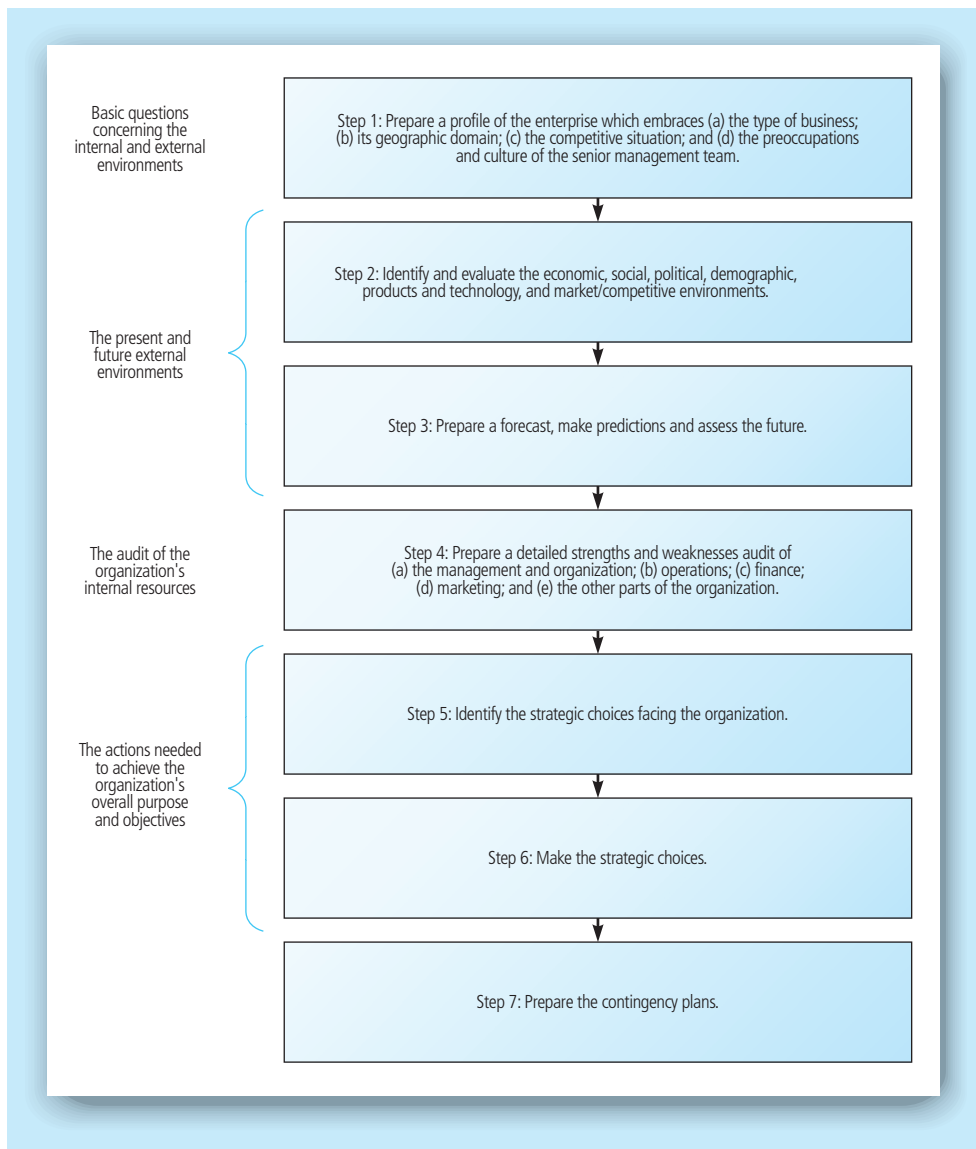 Basic questions
concerning the
internal and external
environments
Step 1: Prepare a profile of the enterprise which embraces (a) the type of business;
(b) its geographic domain; (c) the competitive situation; and (d) the preoccupations
and culture of the senior management team.
The present and
future external
environments
Step 2: Identify and evaluate the economic, social, political, demographic,
products and technology, and market/competitive environments.
Step 3: Prepare a forecast, make predictions and assess the future.
The audit of the
organization's
internal resources
Step 4: Prepare a detailed strengths and weaknesses audit of
(a) the management and organization; (b) operations; (c) finance;
(d) marketing; and (e) the other parts of the organization.
The actions needed
to achieve the
organization's
overall purpose
and objectives
Step 5: Identify the strategic choices facing the organization.
Step 6: Make the strategic choices.
Step 7: Prepare the contingency plans.